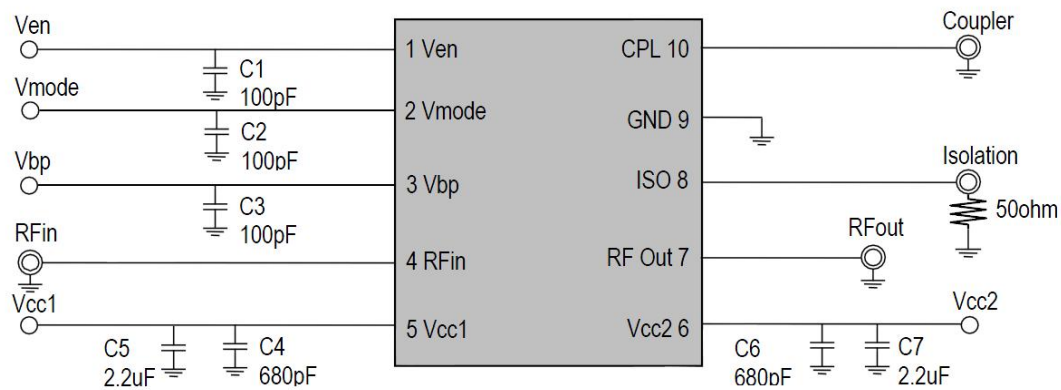 Ven
C1
100pF
Vmode
C2
100pF
Vbp
C3
100pF
RFin
Vcc1
C5
2.2uF
C4
680pF
1 Ven
2 Vmode
3 Vbp
4 RFin
5 Vcc1
CPL 10
GND 9
ISO 8
RF Out 7
Vcc2 6
Coupler
Isolation
50ohm
RFout
Vcc2
C6
680pF
C7
2.2uF